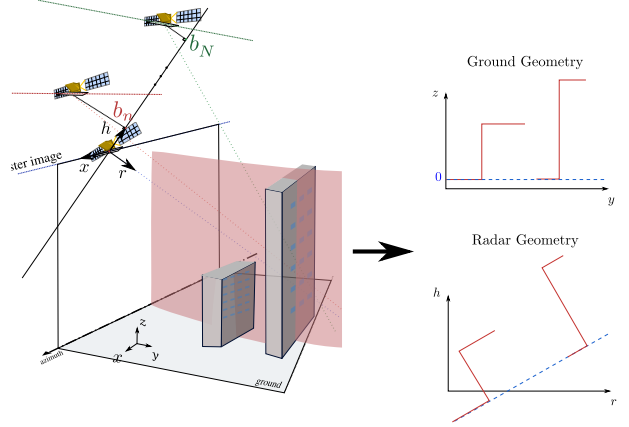 b_N
b_n
h
ster image
x
r
z
x
y
azimuth
ground
Ground Geometry
z
0
y
Radar Geometry
h
r